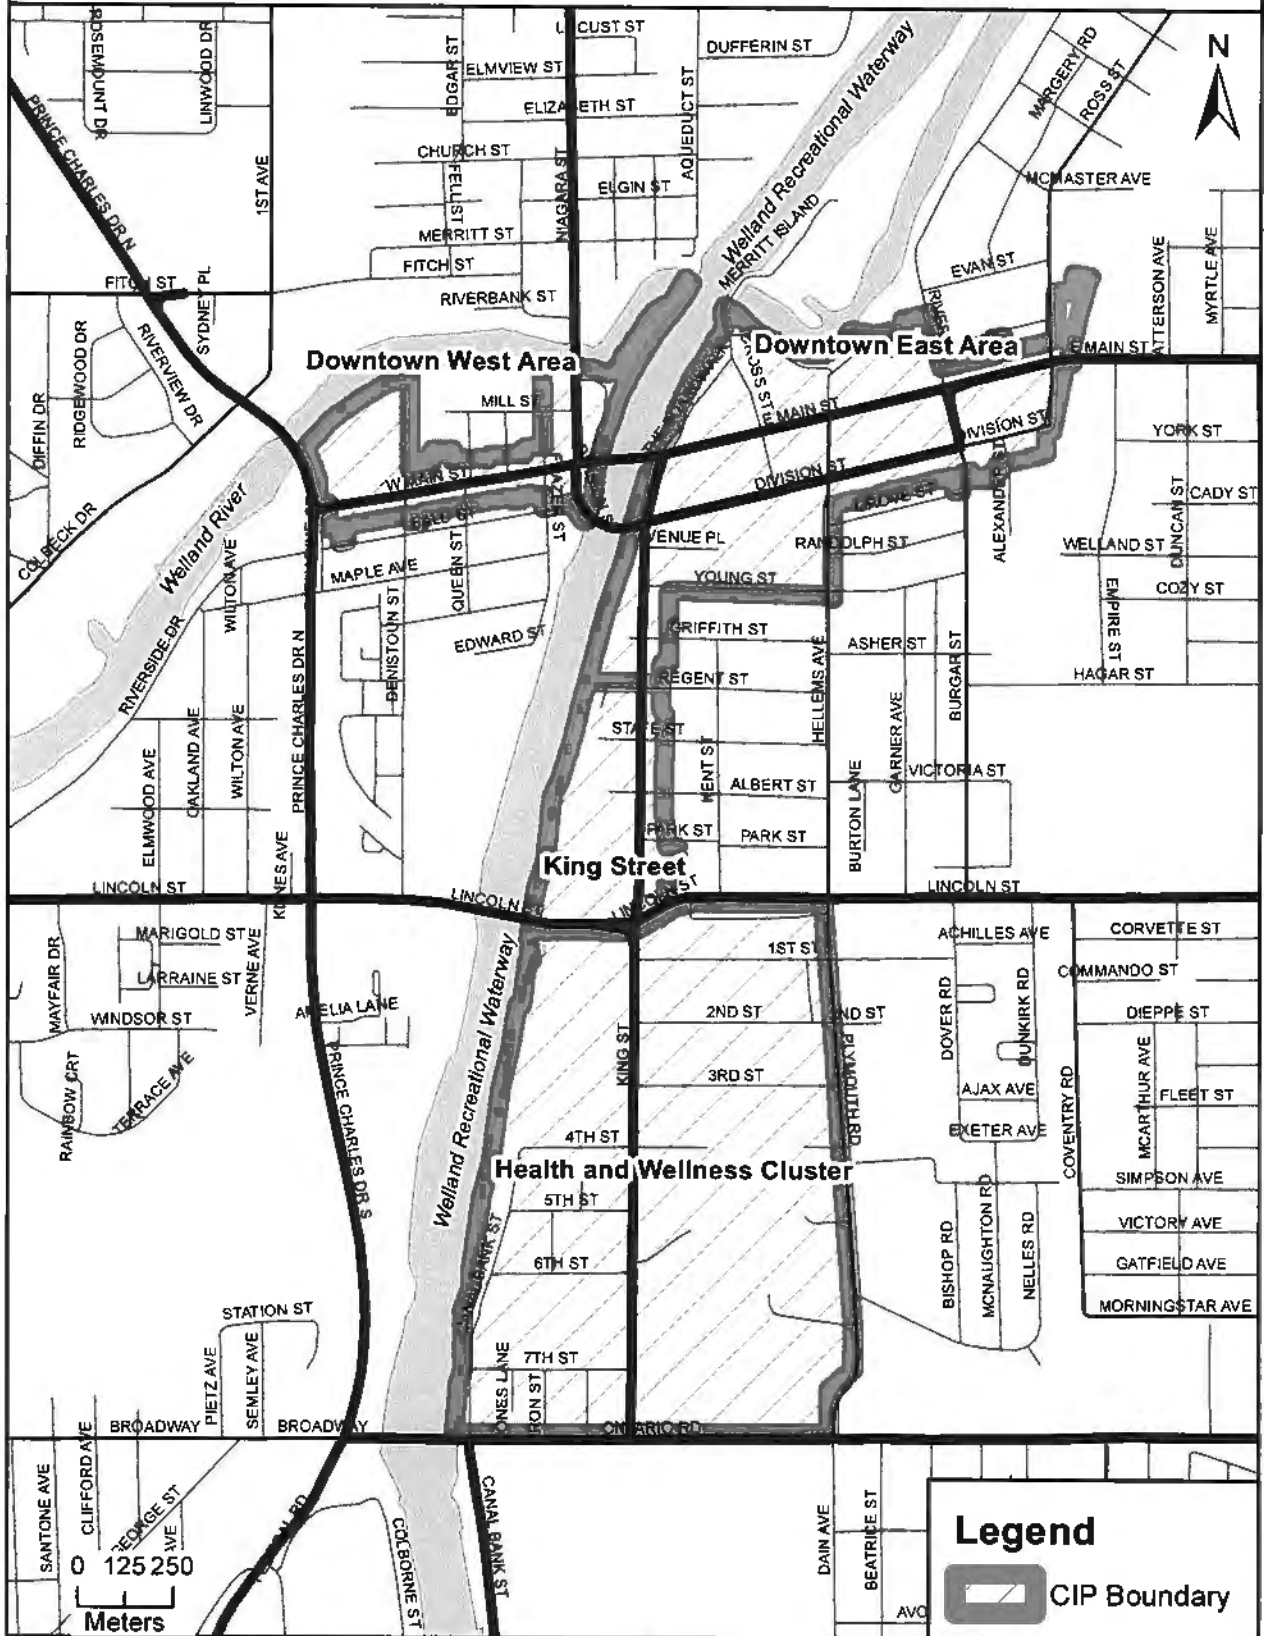 ROSEMOUNT DR
LINWOOD DR
PRINCE CHARLES DR N
1ST AVE
EDGAR ST
ELMVIEW ST
CUST ST
DUFFERIN ST
AQUEDUCT ST
CHURCH ST
FELL ST
NIAGARA ST
ELGIN ST
MERRITT ST
FITCH ST
RIVERBANK ST
Welland Recreational Waterway
MERRITT ISLAND
MARGERY RD
ROSS ST
N
MCMASTER AVE
EVAN ST
MYRTLE AVE
E MAIN ST
SYDNEY PL
RIVERVIEW DR
RIDGEWOOD DR
DIFFIN DR
COLBECK DR
Welland River
Downtown West Area
Downtown East Area
MILL ST
W MAIN ST
E MAIN ST
DIVISION ST
DIVISION ST
YORK ST
CADY ST
DUNCAN ST
WELLAND ST
COZY ST
EMPIRE ST
HAGAR ST
ALEXANDER ST
RANDOLPH ST
VENUE PL
YOUNG ST
MAPLE AVE
QUEEN ST
EDWARD ST
DENISTOUN ST
WILTON AVE
RIVERSIDE DR
PRINCE CHARLES DR N
GRIFFITH ST
REGENT ST
STATE ST
ALBERT ST
PARK ST
PARK ST
HELLEMS AVE
ASHER ST
GARNER AVE
BURGAR ST
VICTORIA ST
BURTON LANE
ELMWOOD AVE
OAKLAND AVE
WILTON AVE
LINCOLN ST
LINCOLN
LINCOLN ST
LINCOLN ST
King Street
MAYFAIR DR
MARIGOLD ST
LARRAINE ST
VERNE AVE
WINDSOR ST
RAINBOW CRT
TERRACE AVE
AMELIA LANE
PRINCE CHARLES DR S
Welland Recreational Waterway
1ST ST
2ND ST
3RD ST
KING ST
PLYMOUTH RD
4TH ST
Health and Wellness Cluster
5TH ST
6TH ST
7TH ST
ONTARIO RD
ACHILLES AVE
DOVER RD
DUNKIRK RD
AJAX AVE
EXETER AVE
COVENTRY RD
CORVETTE ST
COMMANDO ST
DIEPPE ST
MCARTHUR AVE
FLEET ST
SIMPSON AVE
VICTORY AVE
GATFIELD AVE
MORNINGSTAR AVE
BISHOP RD
MCNAUGHTON RD
NELLES RD
STATION ST
PIETZ AVE
SEMLEY AVE
BROADWAY
BROADWAY
SANTONE AVE
CLIFFORD AVE
COLBORNE ST
CANAL BANK ST
DAIN AVE
BEATRICE ST
0 125 250
Meters
Legend
CIP Boundary